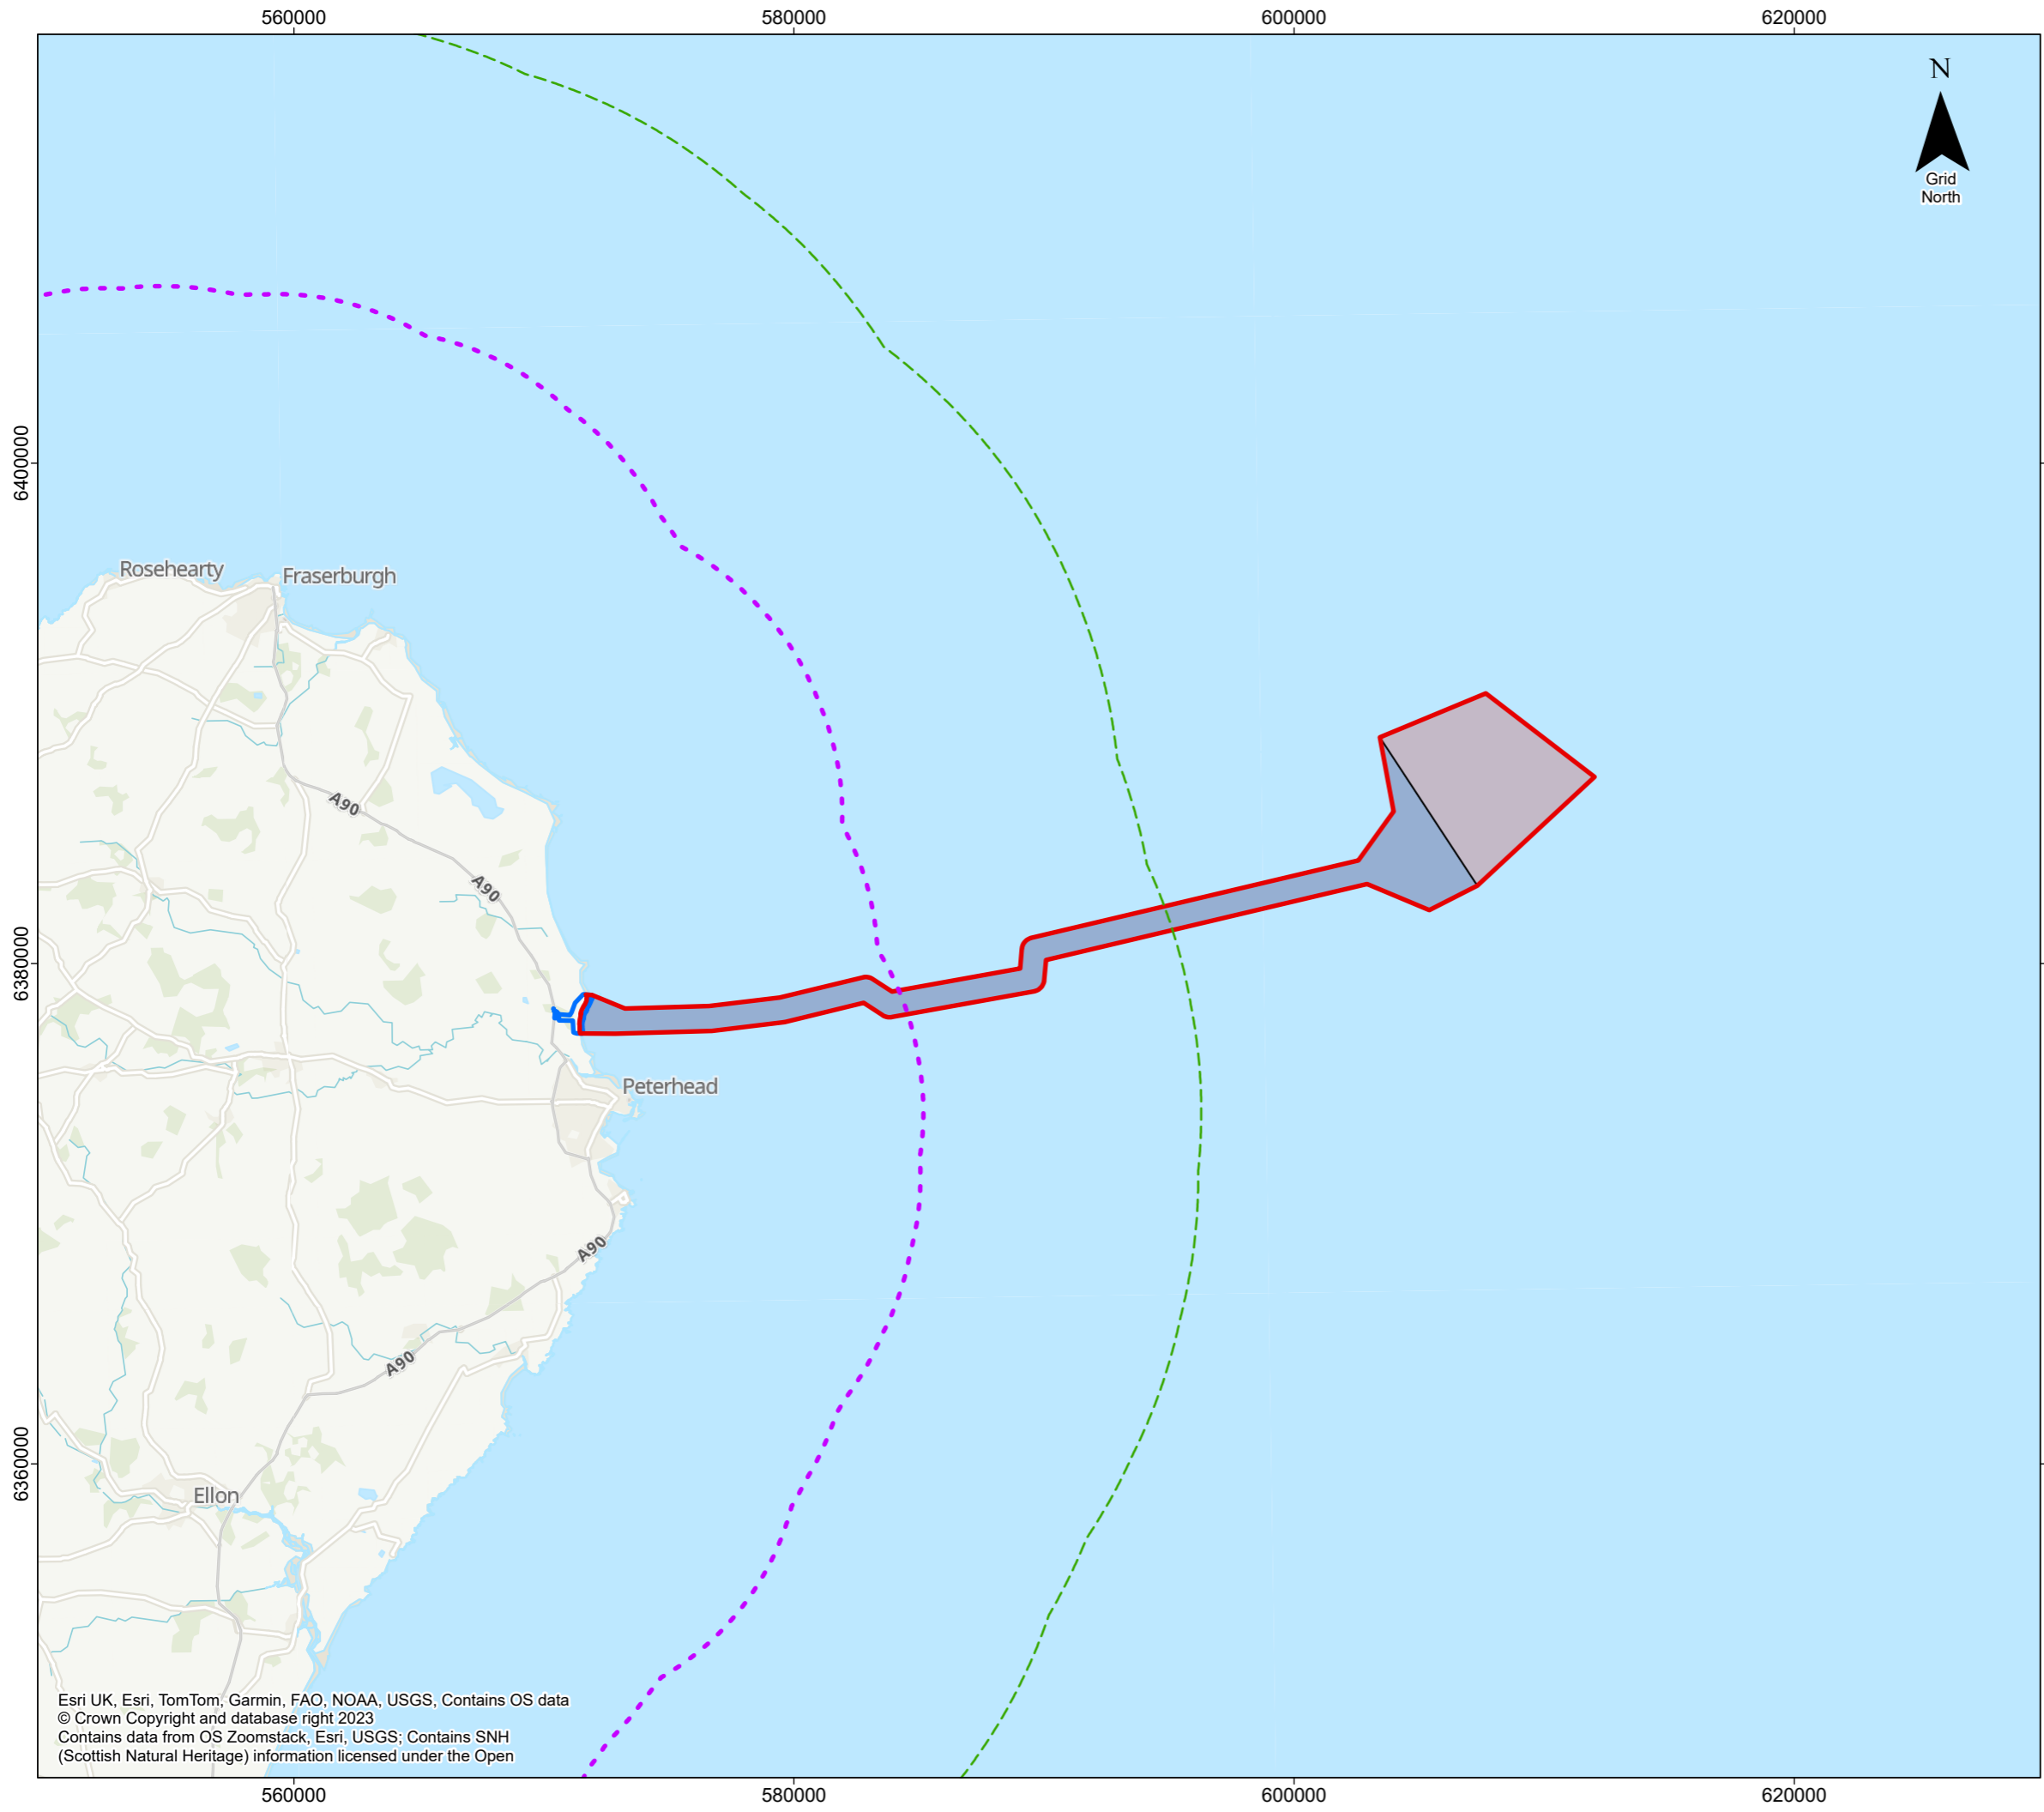 560000
580000
600000
620000
N
Grid
North
6400000
Rosehearty
Fraserburgh
A90
A90
6380000
Peterhead
A90
A90
6360000
Ellon
Esri UK, Esri, TomTom, Garmin, FAO, NOAA, USGS, Contains OS data
© Crown Copyright and database right 2023
Contains data from OS Zoomstack, Esri, USGS; Contains SNH
(Scottish Natural Heritage) information licensed under the Open
560000
580000
600000
620000